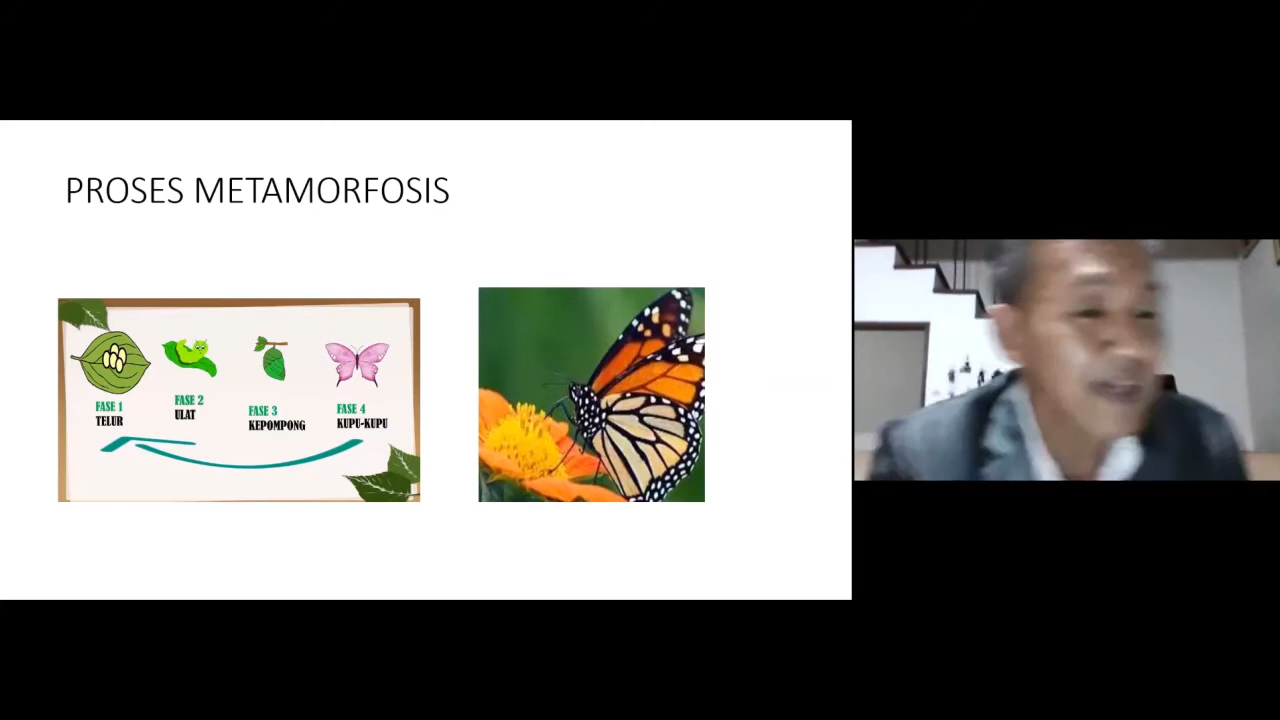 PROSES METAMORFOSIS
FASE 1
TELUR
FASE 2
ULAT
FASE 3
KEPOMPONG
FASE 4
KUPU-KUPU